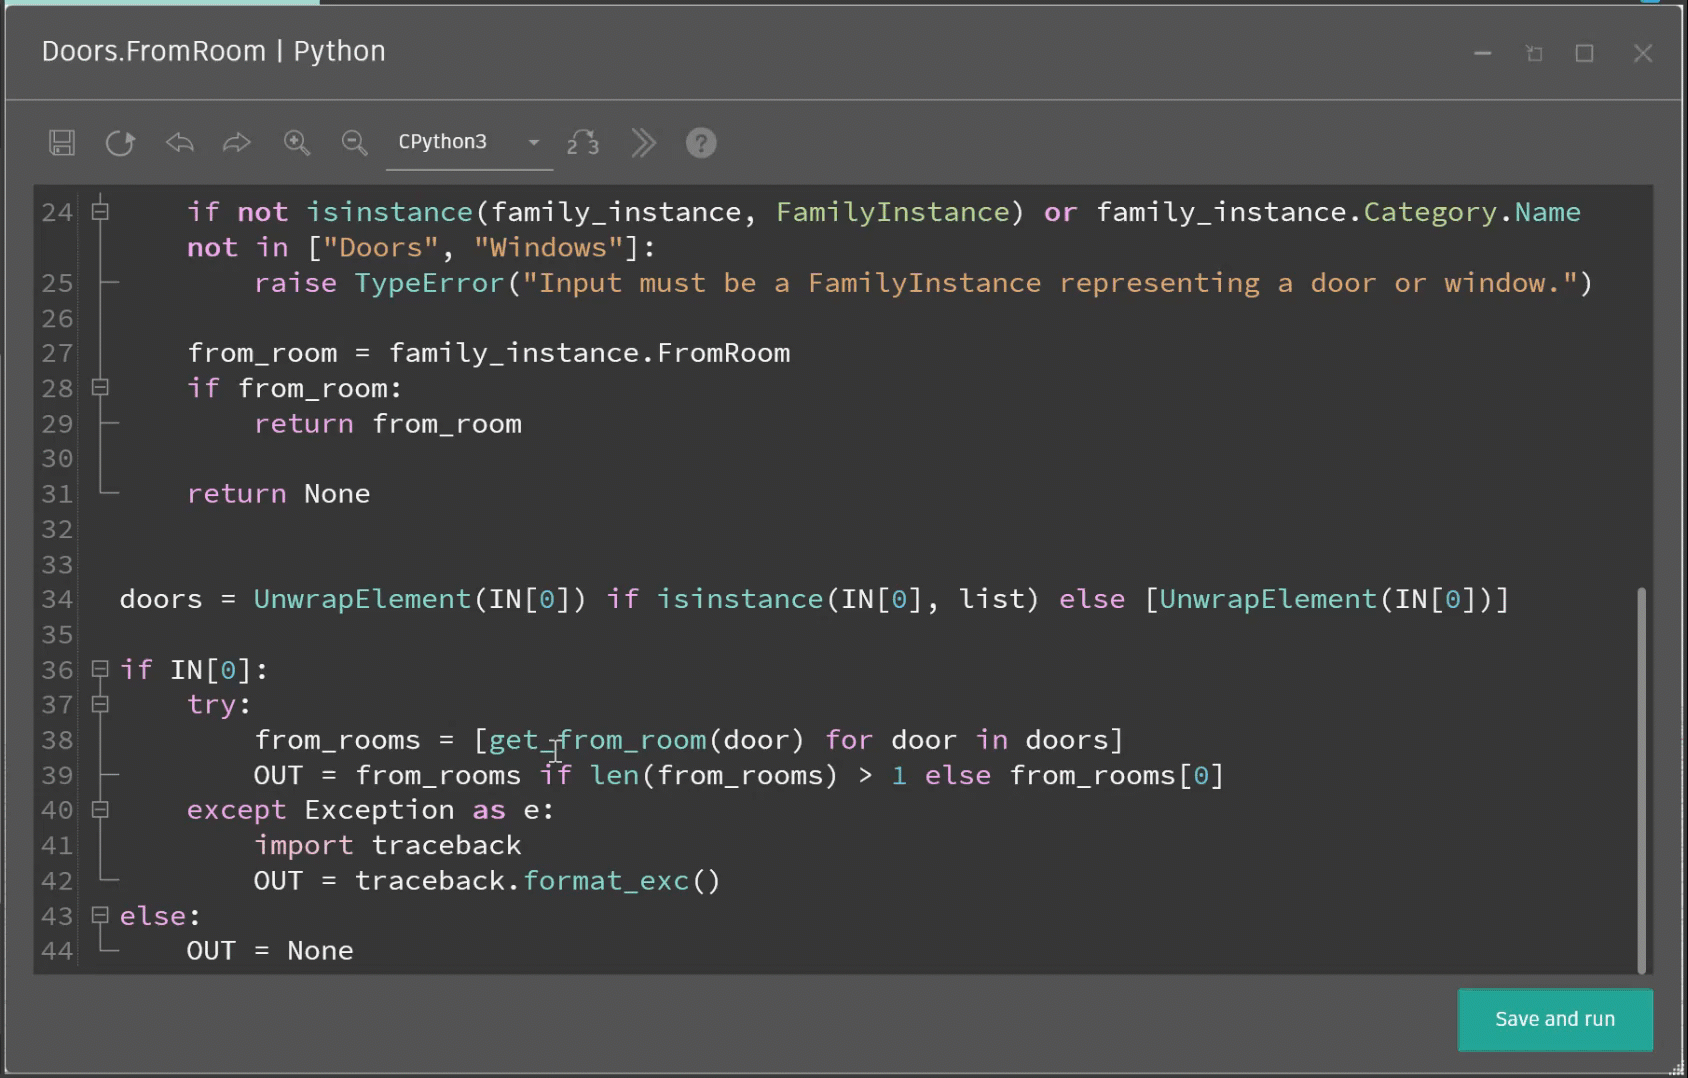 Doors.FromRoom | Python
CPython3
2 3
?
24 if not isinstance(family_instance, FamilyInstance) or family_instance.Category.Name
not in ["Doors", "Windows"]:
25 raise TypeError("Input must be a FamilyInstance representing a door or window.")
26
27 from_room = family_instance.FromRoom
28 if from_room:
29 return from_room
30
31 return None
32
33
34 doors = UnwrapElement(IN[0]) if isinstance(IN[0], list) else [UnwrapElement(IN[0])]
35
36 if IN[0]:
37 try:
38 from_rooms = [get_from_room(door) for door in doors]
39 OUT = from_rooms if len(from_rooms) > 1 else from_rooms[0]
40 except Exception as e:
41 import traceback
42 OUT = traceback.format_exc()
43 else:
44 OUT = None
Save and run